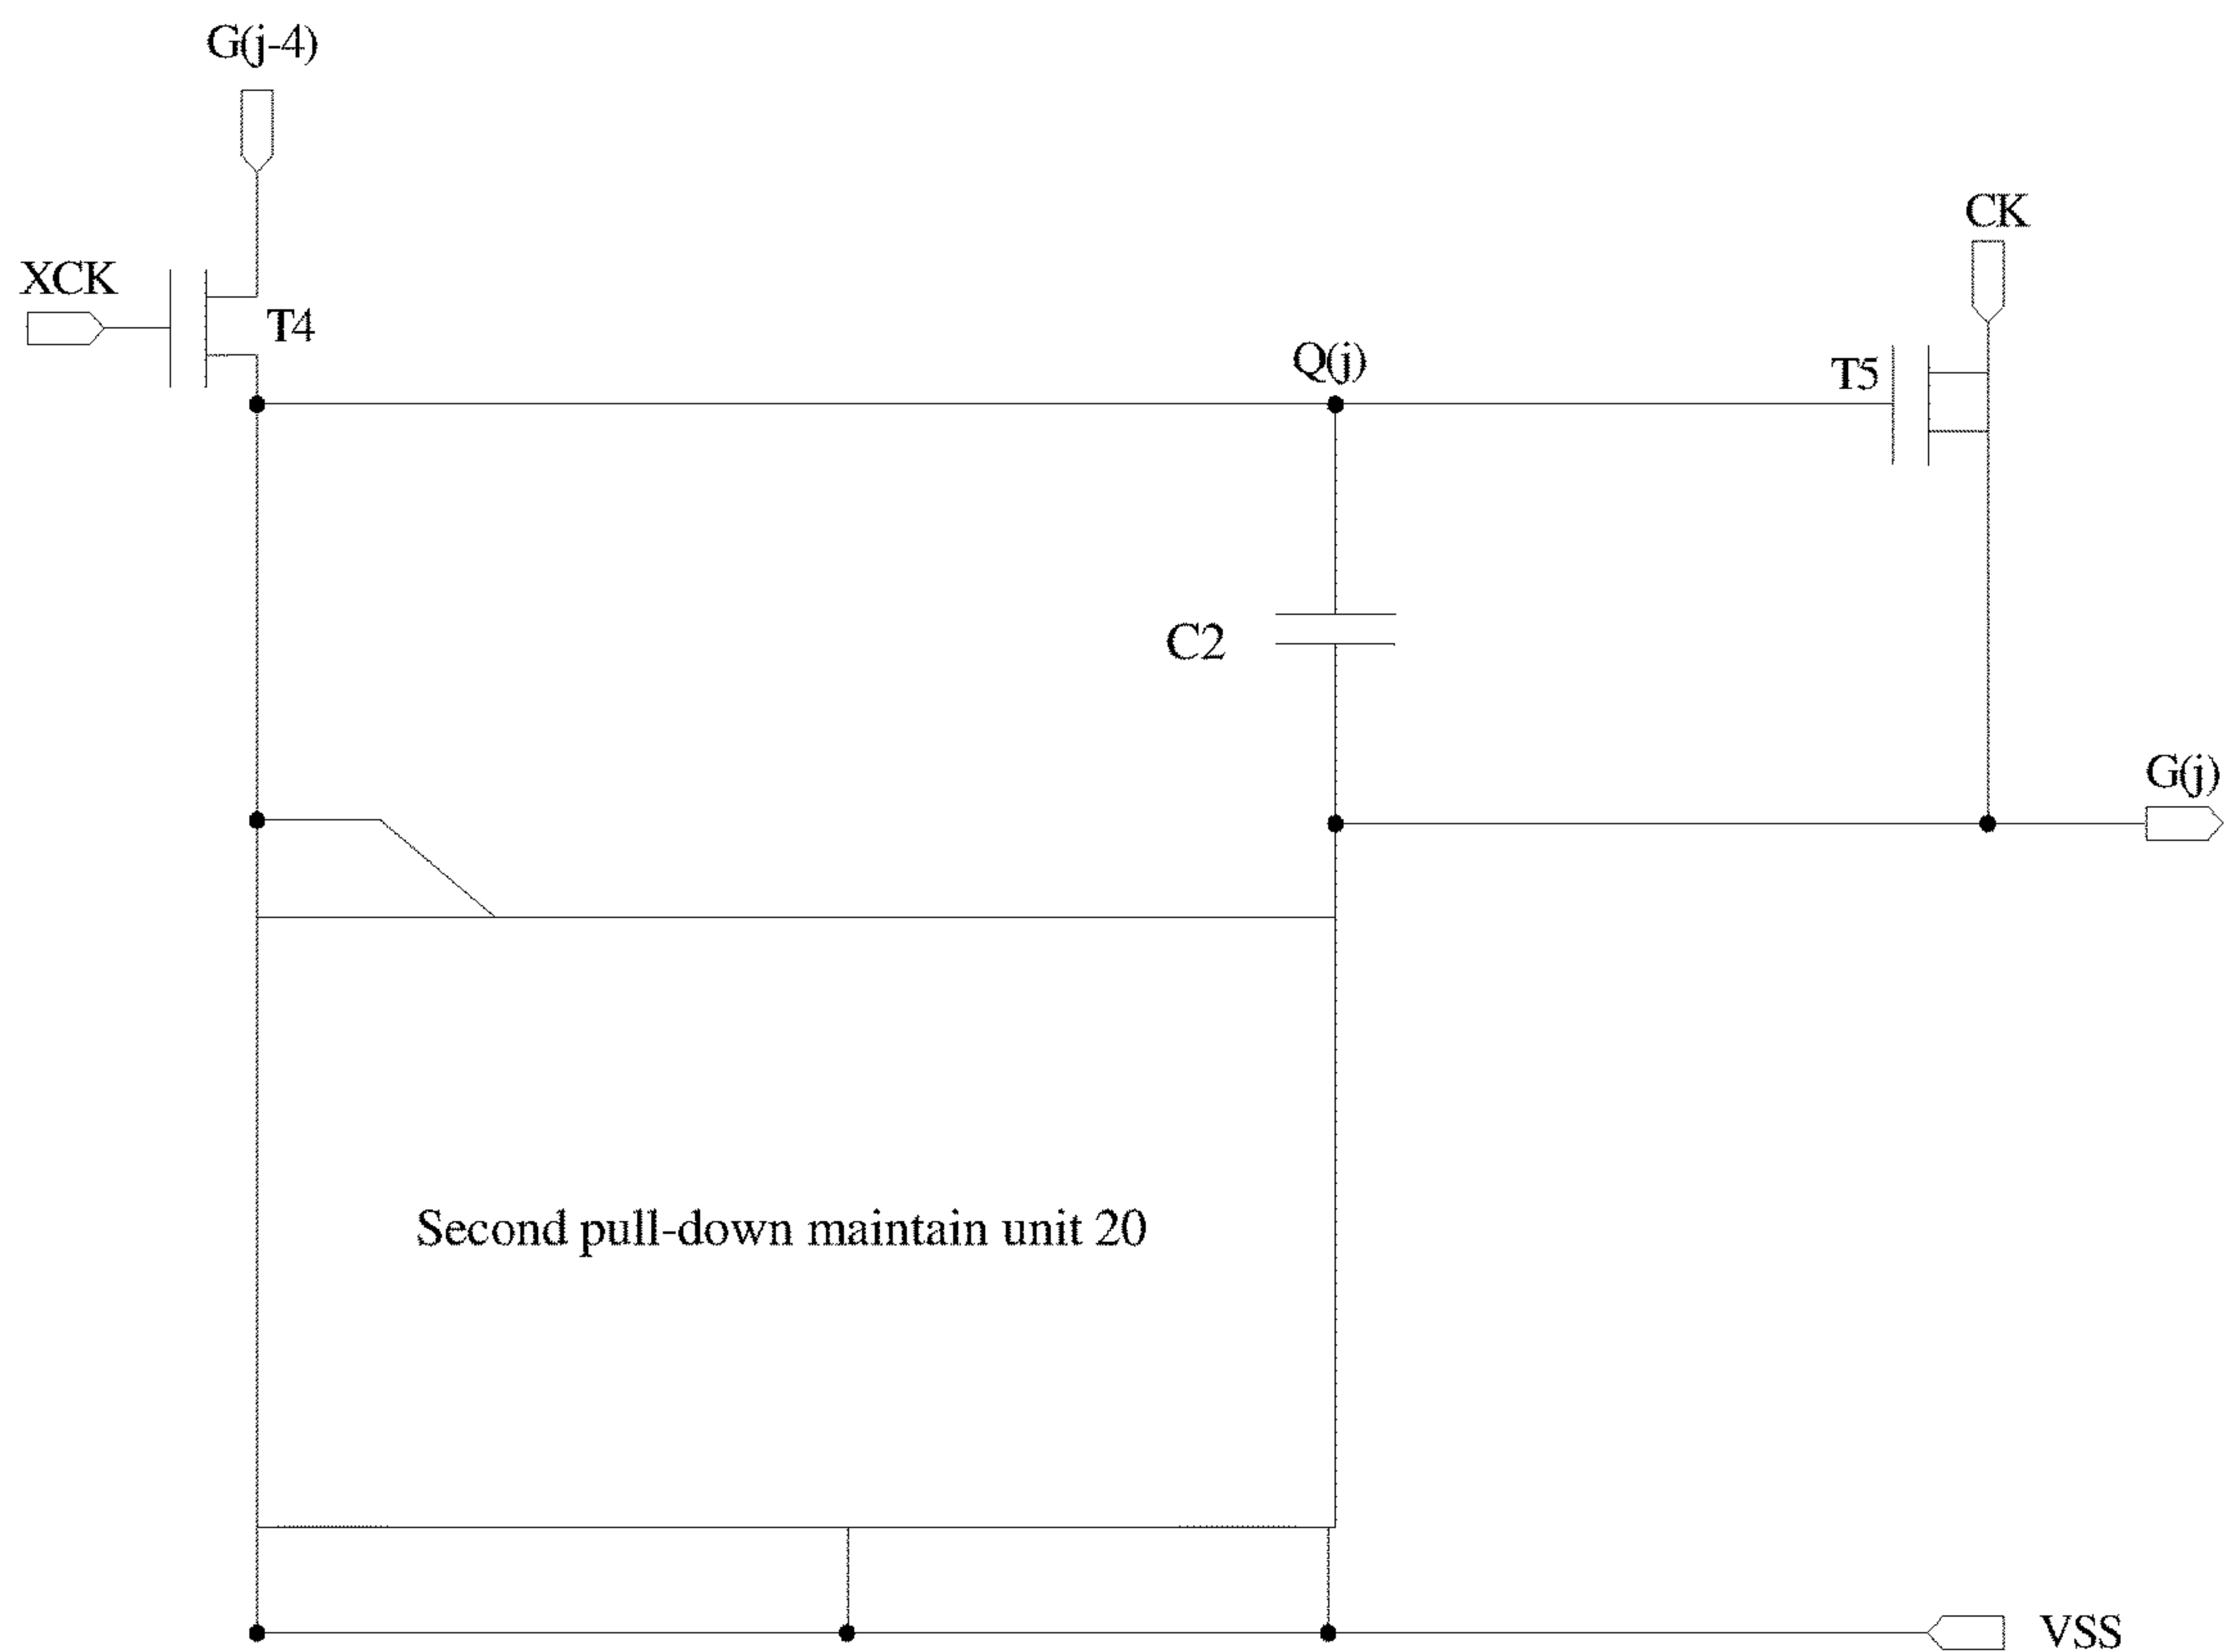 G(j-4)
CK
XCK
T4
Q(j)
T5
C2
G(j)
Second pull-down maintain unit 20
VSS